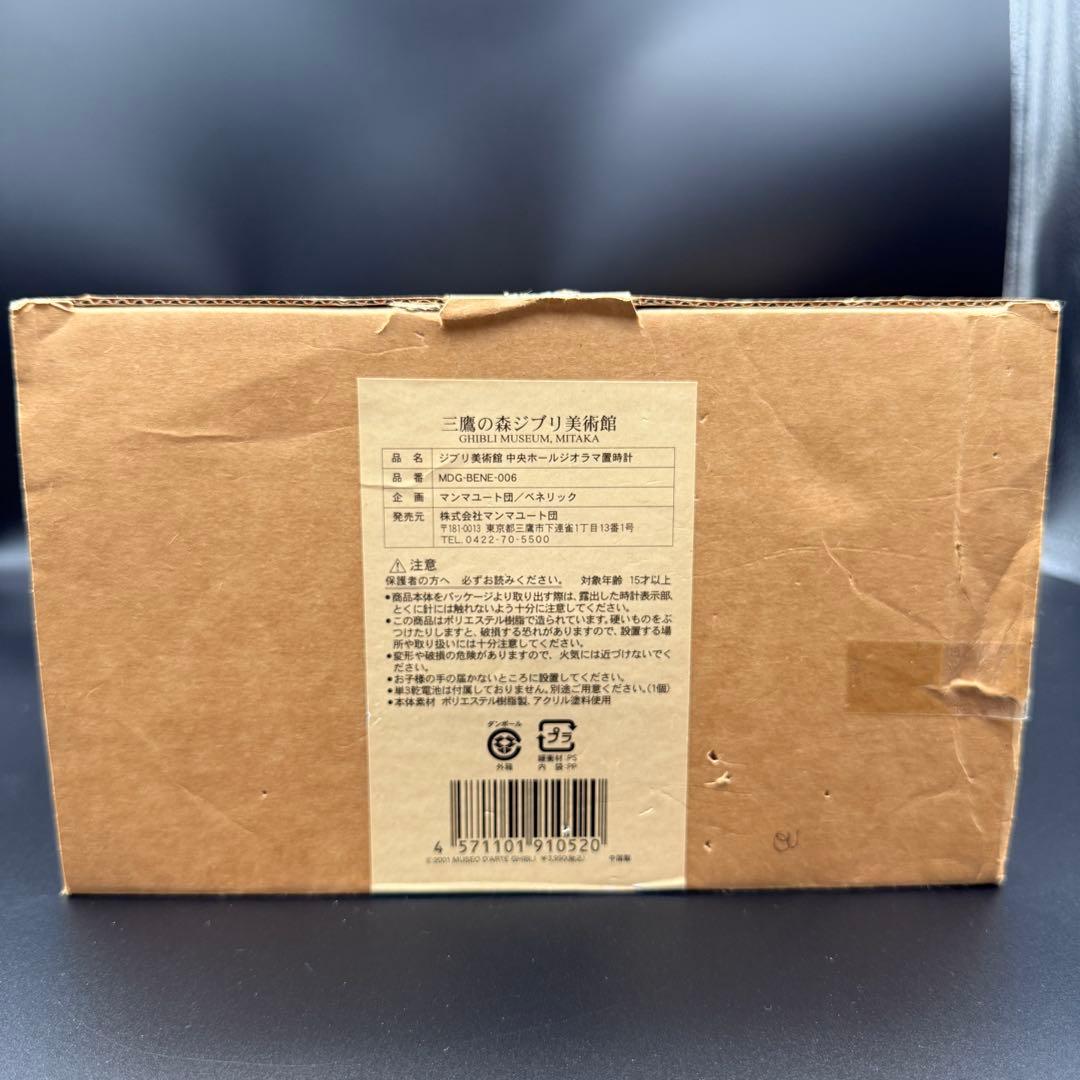 三鷹の森ジブリ美術館
GHIBLI MUSEUM, MITAKA
品 名 ジブリ美術館 中央ホールジオラマ置時計
品 番 MDG-BENE-006
企 画 マンマユート団／ベネリック
発売元 株式会社マンマユート団
〒181-0013 東京都三鷹市下連雀1丁目13番1号
TEL.0422-70-5500
⚠ 注意
保護者の方へ 必ずお読みください。 対象年齢 15才以上
●商品本体をパッケージより取り出す際は、露出した時計表示部、
とくに針には触れないよう十分に注意してください。
●この商品はポリエステル樹脂で造られています。硬いものをぶ
つけたりしますと、破損する恐れがありますので、設置する場
所や取り扱いには十分注意してください。
●変形や破損の危険がありますので、火気には近づけないでく
ださい。
●お子様の手の届かないところに設置してください。
●単3乾電池は付属しておりません。別途ご用意ください。(1個)
●本体素材 ポリエステル樹脂製、アクリル塗料使用
ダンボール
外箱
プラ
緩衝材:PS
内 袋:PP
4 571101 910520
© 2001 MUSEO D'ARTE GHIBLI
中国製